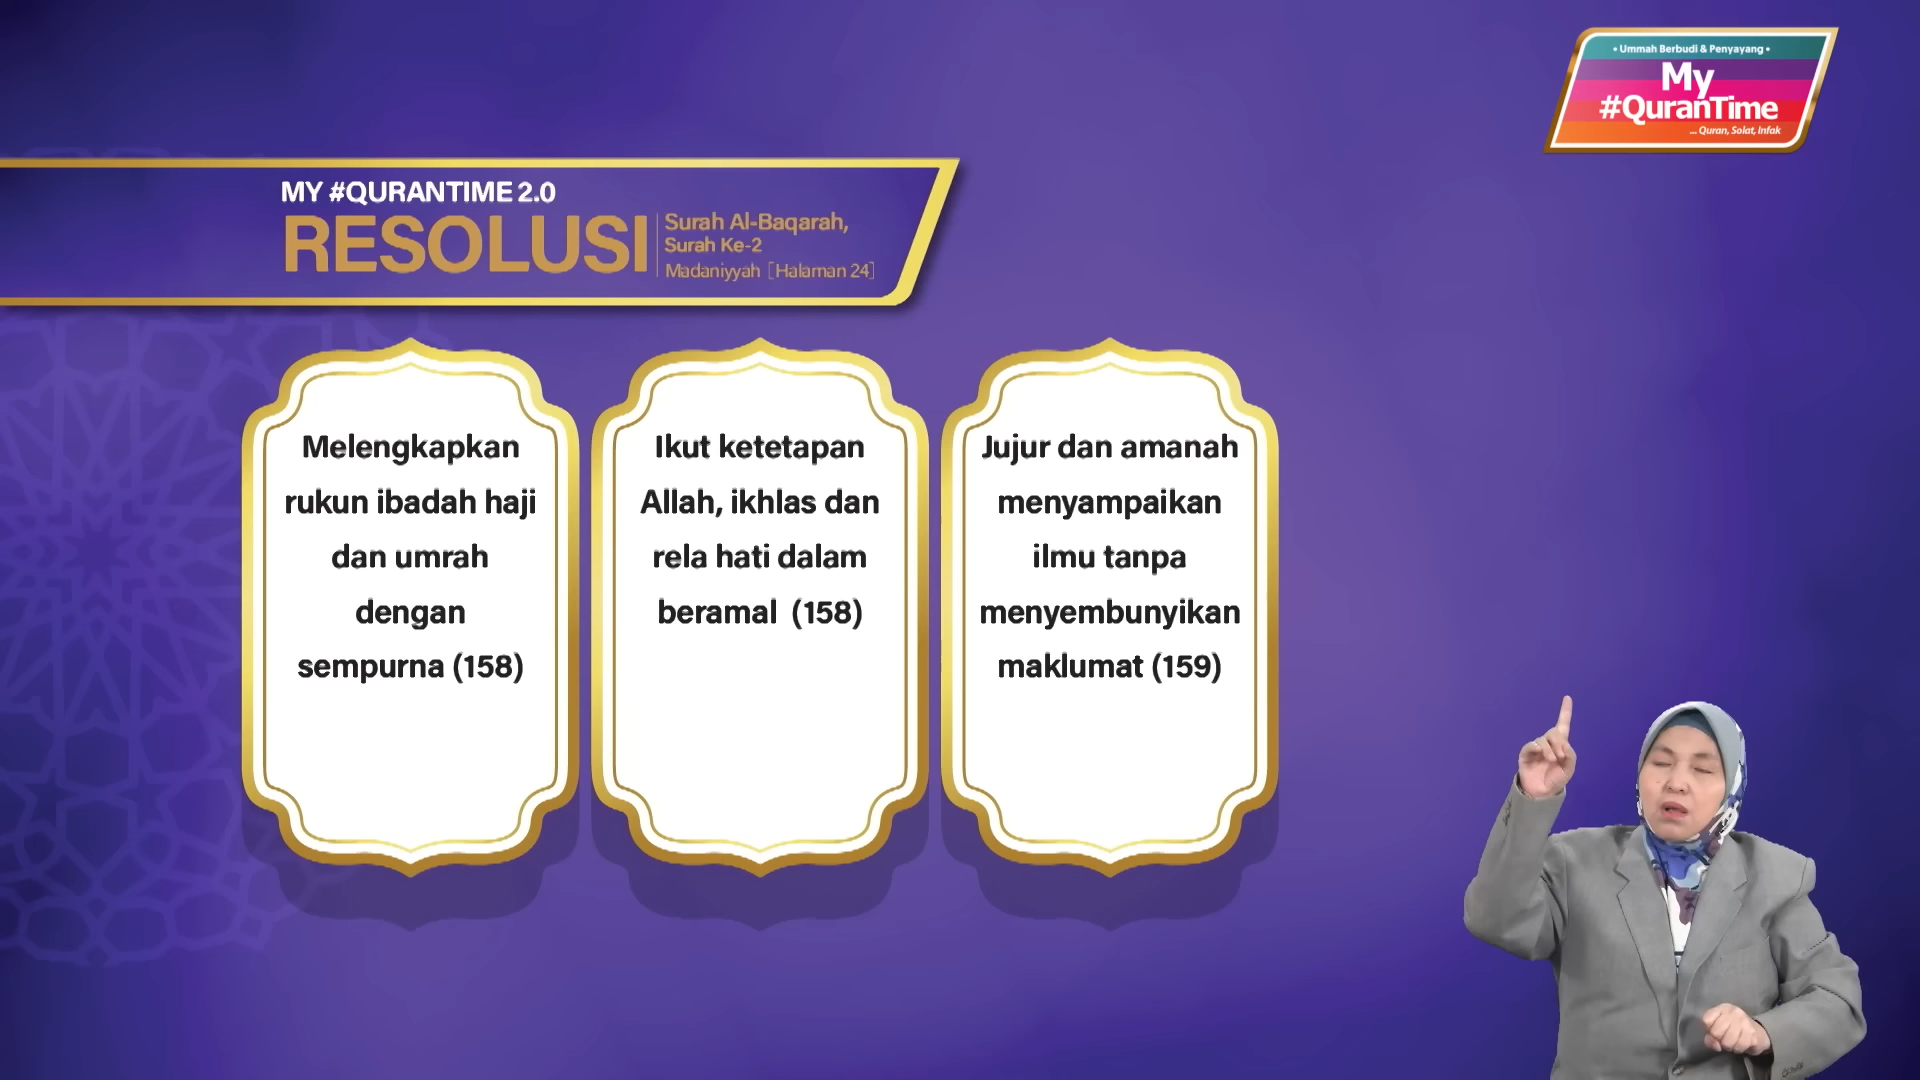 • Ummah Berbudi & Penyayang •
My
#QuranTime
... Quran, Solat, Infak
MY #QURANTIME 2.0
RESOLUSI
Surah Al-Baqarah,
Surah Ke-2
Madaniyyah [Halaman 24]
Melengkapkan
rukun ibadah haji
dan umrah
dengan
sempurna (158)
Ikut ketetapan
Allah, ikhlas dan
rela hati dalam
beramal (158)
Jujur dan amanah
menyampaikan
ilmu tanpa
menyembunyikan
maklumat (159)